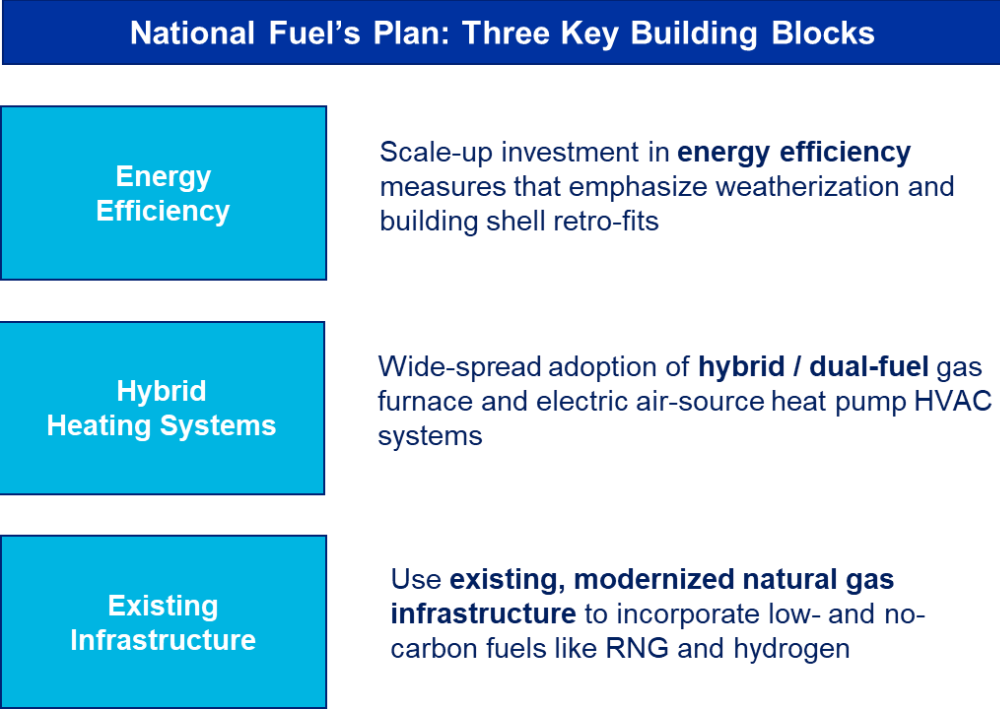 National Fuel's Plan: Three Key Building Blocks
Energy
Efficiency
Scale-up investment in energy efficiency
measures that emphasize weatherization and
building shell retro-fits
Hybrid
Heating Systems
Wide-spread adoption of hybrid / dual-fuel gas
furnace and electric air-source heat pump HVAC
systems
Existing
Infrastructure
Use existing, modernized natural gas
infrastructure to incorporate low- and no-
carbon fuels like RNG and hydrogen